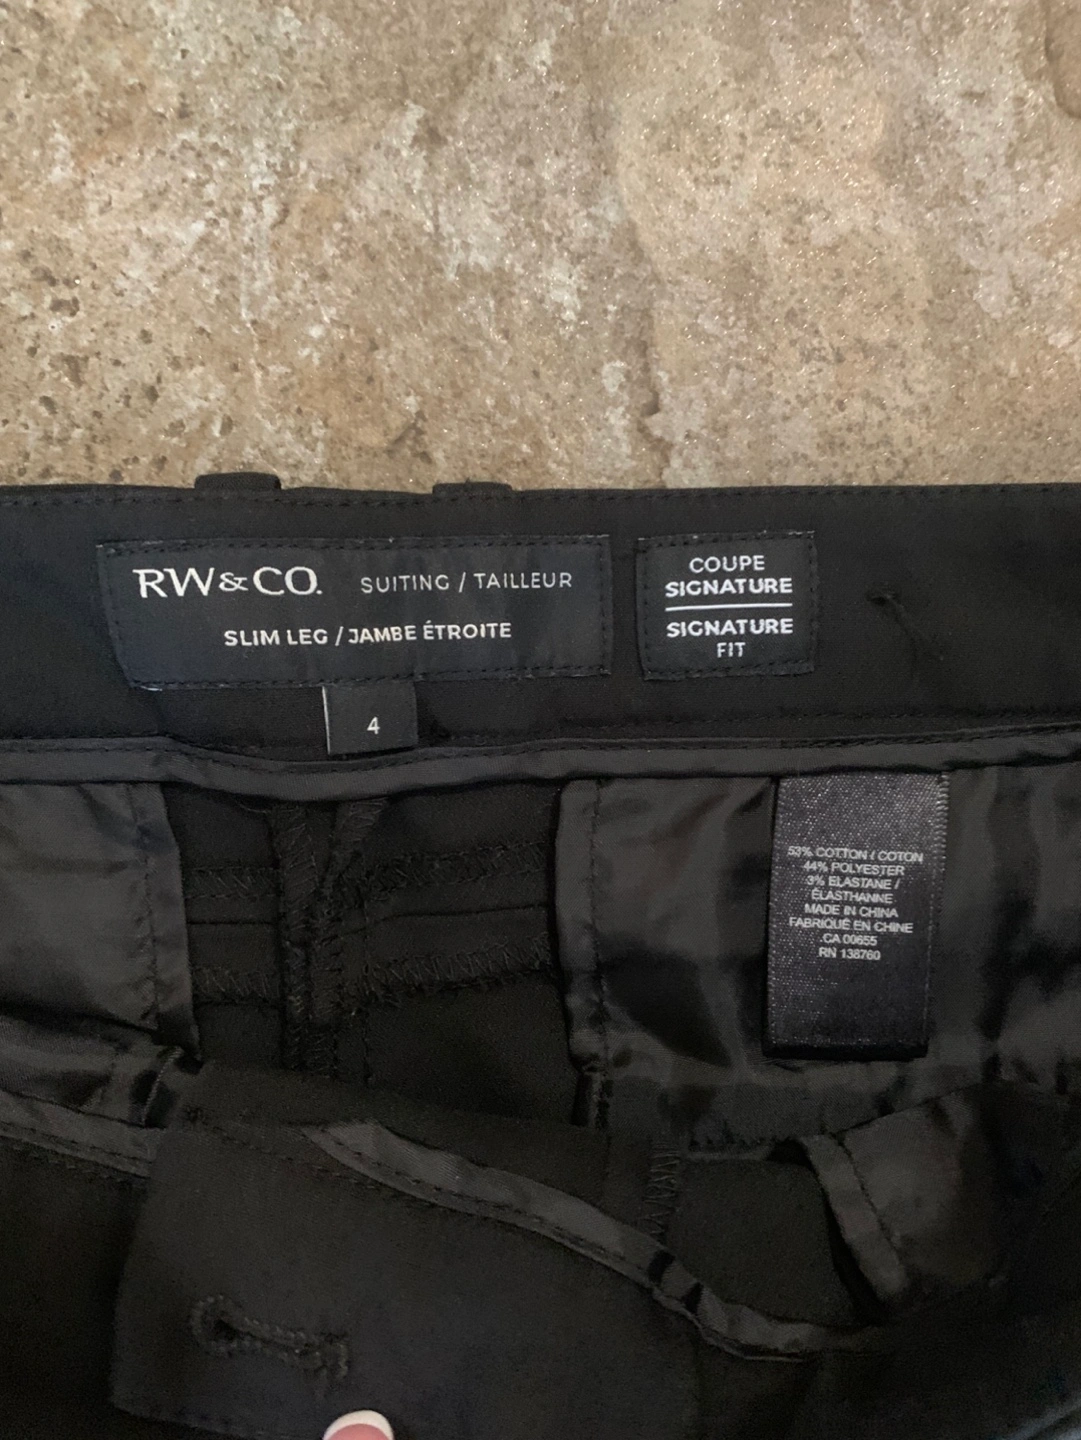 RW&CO. SUITING / TAILLEUR
SLIM LEG / JAMBE ÉTROITE
4
COUPE
SIGNATURE
SIGNATURE
FIT
53% COTTON / COTON
44% POLYESTER
3% ELASTANE /
ÉLASTHANNE
MADE IN CHINA
FABRIQUÉ EN CHINE
CA 00655
RN 138760